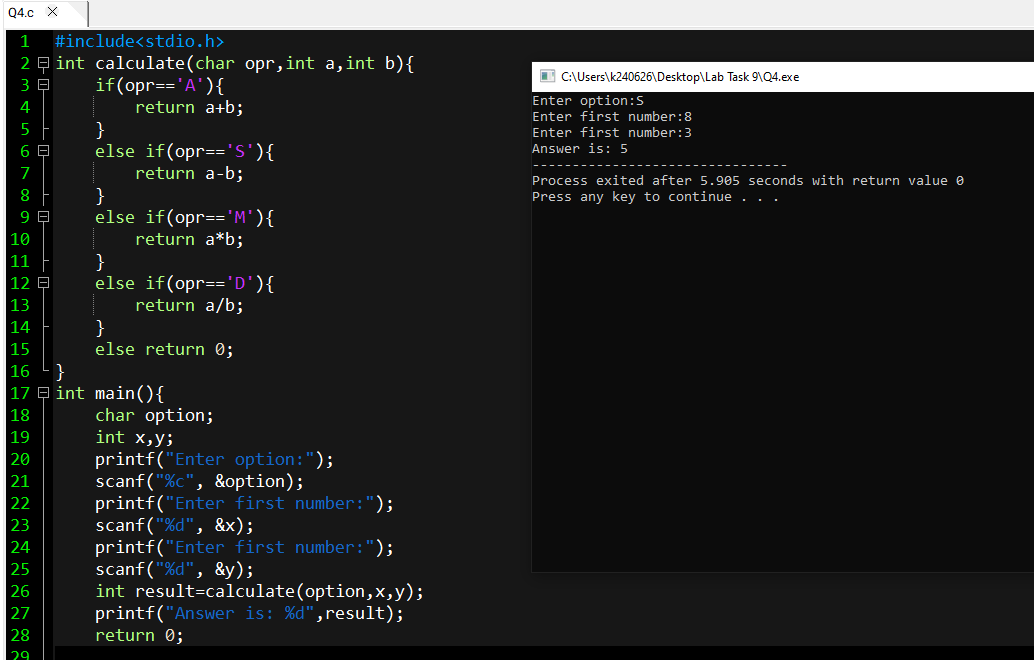 Q4.c
1 #include<stdio.h>
2 int calculate(char opr,int a,int b){
3 if(opr=='A'){
4 return a+b;
5 }
6 else if(opr=='S'){
7 return a-b;
8 }
9 else if(opr=='M'){
10 return a*b;
11 }
12 else if(opr=='D'){
13 return a/b;
14 }
15 else return 0;
16 }
17 int main(){
18 char option;
19 int x,y;
20 printf("Enter option:");
21 scanf("%c", &option);
22 printf("Enter first number:");
23 scanf("%d", &x);
24 printf("Enter first number:");
25 scanf("%d", &y);
26 int result=calculate(option,x,y);
27 printf("Answer is: %d",result);
28 return 0;
29
C:\Users\k240626\Desktop\Lab Task 9\Q4.exe
Enter option:S
Enter first number:8
Enter first number:3
Answer is: 5
--------------------------------
Process exited after 5.905 seconds with return value 0
Press any key to continue . . .